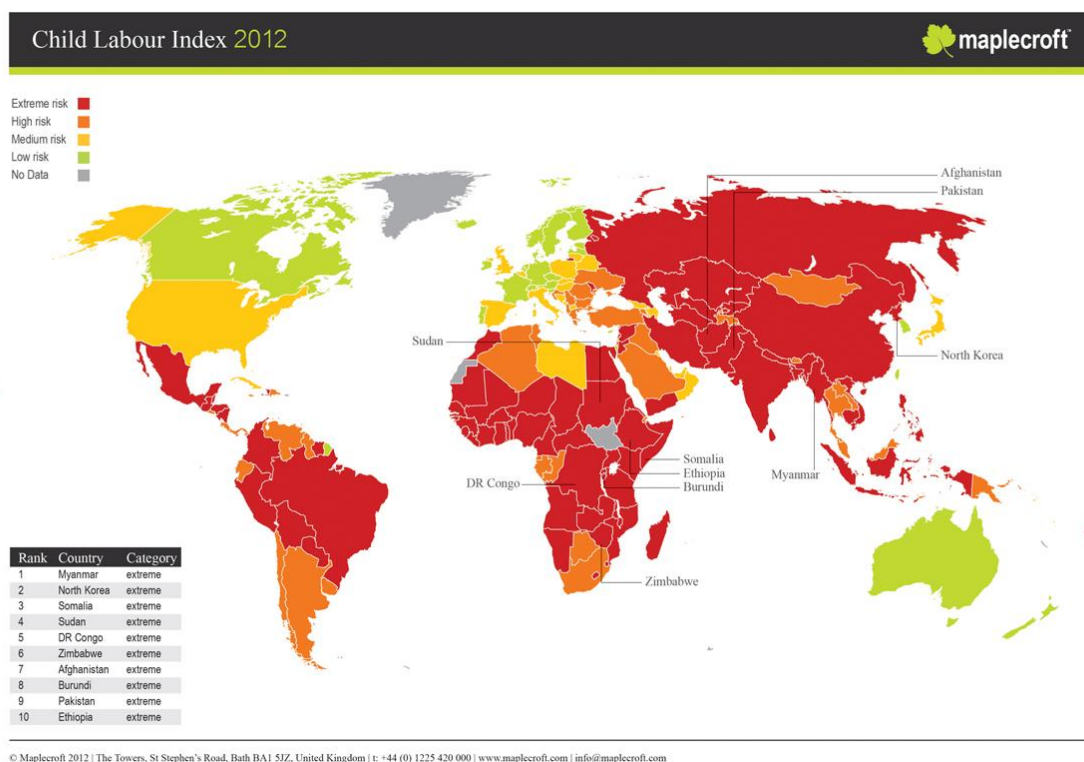 Child Labour Index 2012
maplecroft
Extreme risk
High risk
Medium risk
Low risk
No Data
Afghanistan
Pakistan
Sudan
North Korea
Somalia
Ethiopia
Myanmar
DR Congo
Burundi
Zimbabwe
Rank Country Category
1 Myanmar extreme
2 North Korea extreme
3 Somalia extreme
4 Sudan extreme
5 DR Congo extreme
6 Zimbabwe extreme
7 Afghanistan extreme
8 Burundi extreme
9 Pakistan extreme
10 Ethiopia extreme
© Maplecroft 2012 | The Towers, St Stephen's Road, Bath BA1 5JZ, United Kingdom | t: +44 (0) 1225 420 000 | www.maplecroft.com | info@maplecroft.com